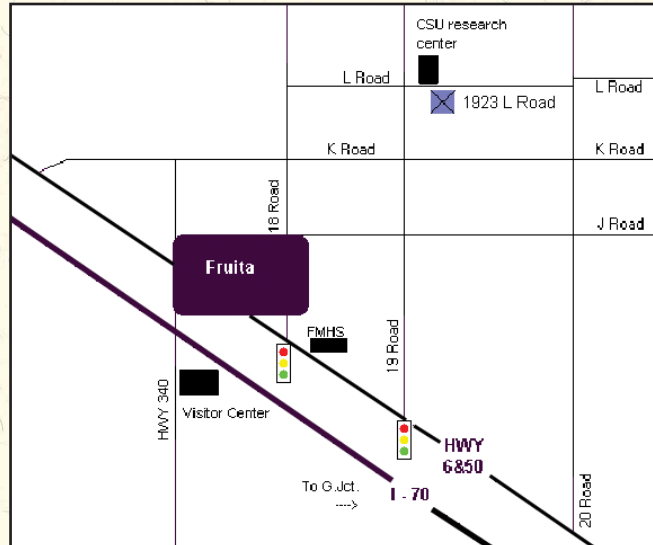 CSU research
center
L Road
L Road
1923 L Road
K Road
K Road
18 Road
J Road
Fruita
FMHS
19 Road
HWY 340
Visitor Center
HWY
6&50
To G.Jct.
---->
I - 70
20 Road